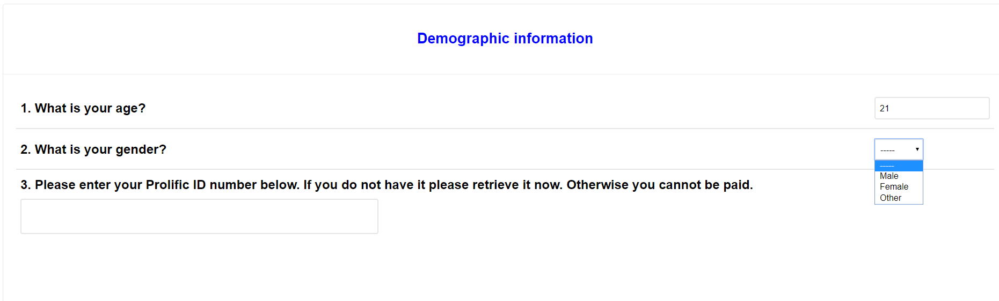 Demographic information
1. What is your age?
21
2. What is your gender?
-----
-----
Male
Female
Other
3. Please enter your Prolific ID number below. If you do not have it please retrieve it now. Otherwise you cannot be paid.